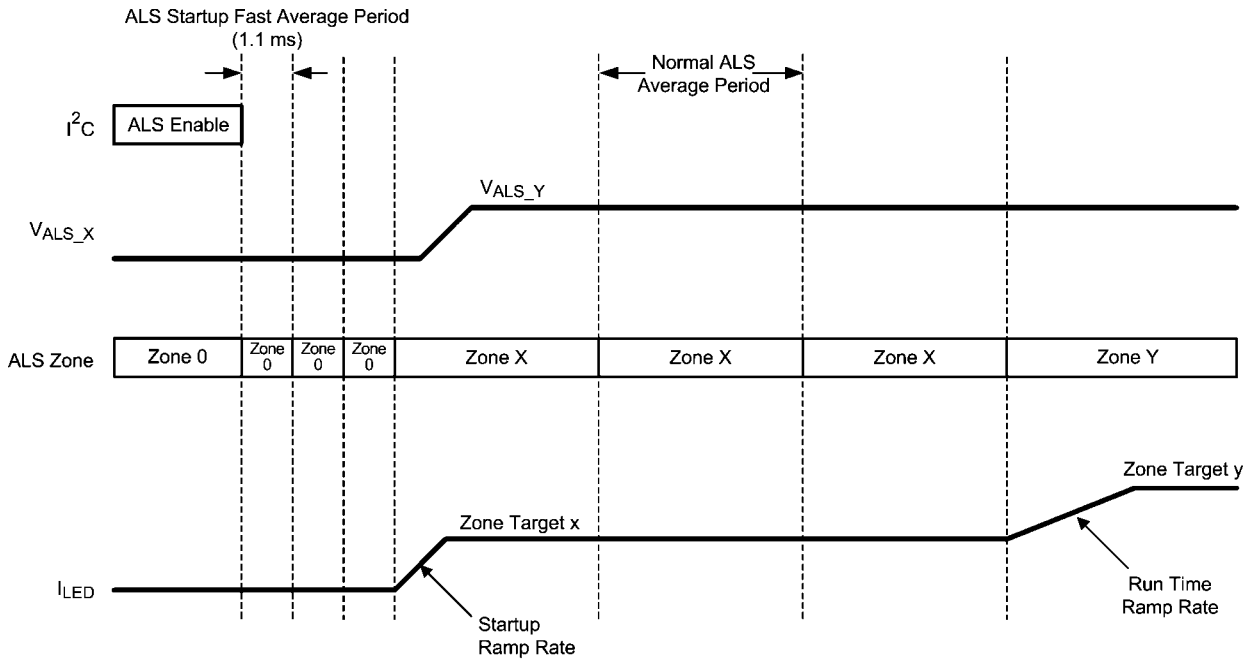 ALS Startup Fast Average Period
(1.1 ms)
Normal ALS
Average Period
I²C
ALS Enable
VALS_Y
VALS_X
ALS Zone
Zone 0
Zone
0
Zone
0
Zone
0
Zone X
Zone X
Zone X
Zone Y
Zone Target y
Zone Target x
ILED
Run Time
Ramp Rate
Startup
Ramp Rate